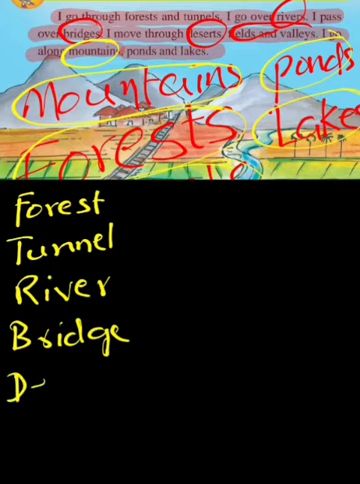 I go through forests and tunnels, I go over rivers. I pass
over bridges. I move through deserts, fields and valleys. I go
along mountains, ponds and lakes.
Mountains Ponds
Forests Lake
Forest
Tunnel
River
Bridge
D-